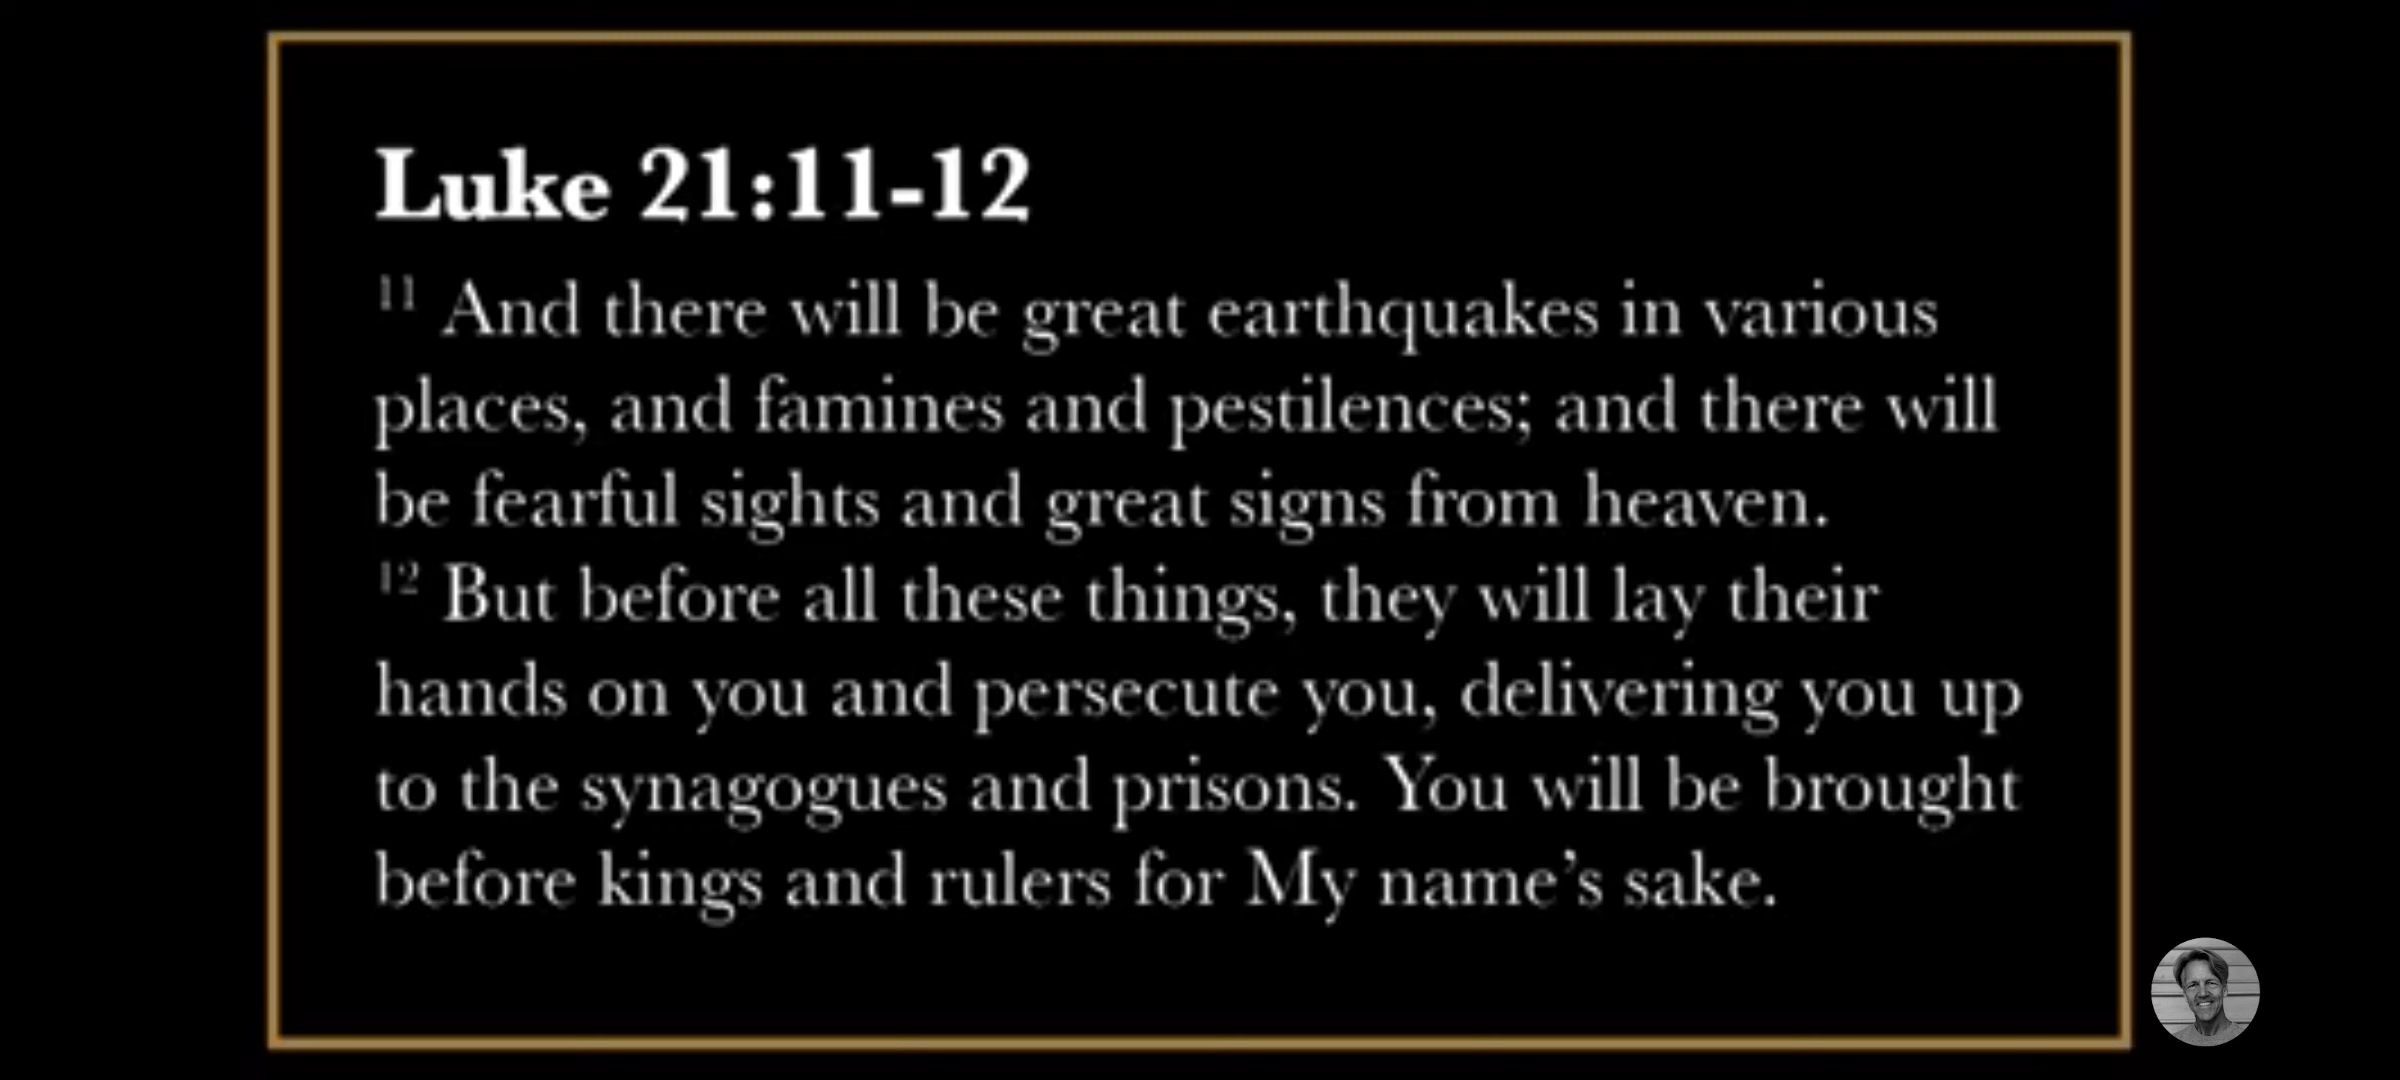 Luke 21:11-12
11 And there will be great earthquakes in various
places, and famines and pestilences; and there will
be fearful sights and great signs from heaven.
12 But before all these things, they will lay their
hands on you and persecute you, delivering you up
to the synagogues and prisons. You will be brought
before kings and rulers for My name’s sake.